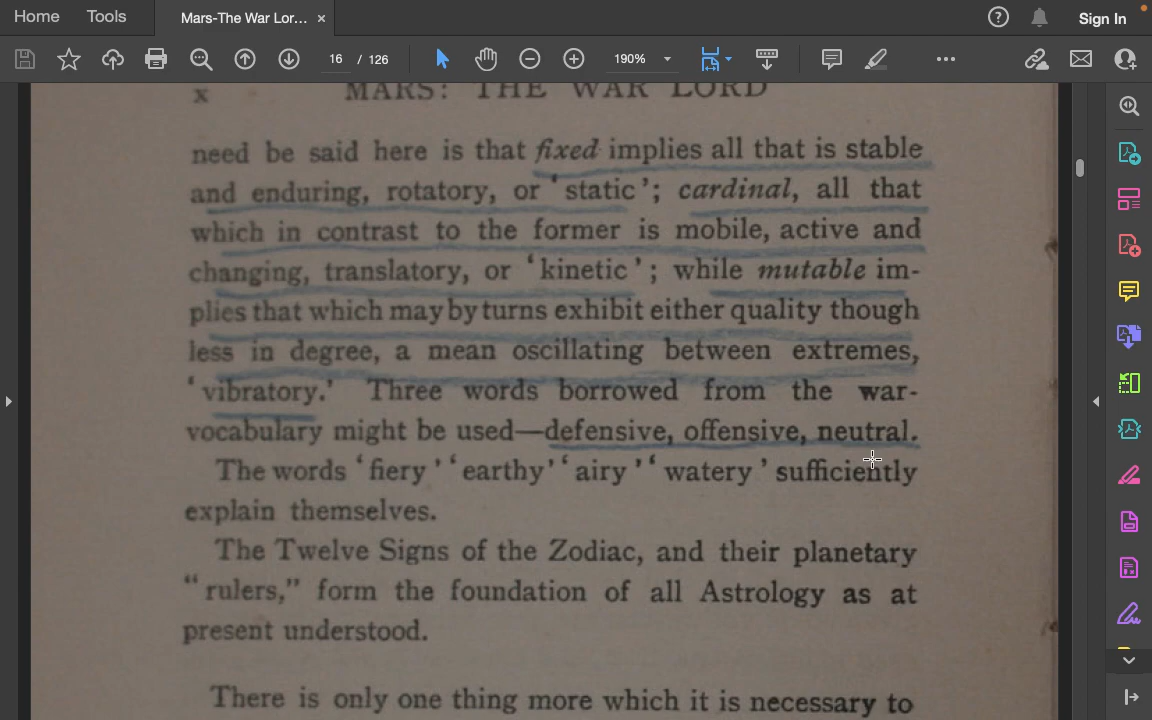 Home Tools Mars-The War Lor... × Sign In
16 / 126 190%
x MARS: THE WAR LORD
need be said here is that fixed implies all that is stable
and enduring, rotatory, or 'static'; cardinal, all that
which in contrast to the former is mobile, active and
changing, translatory, or 'kinetic'; while mutable im-
plies that which may by turns exhibit either quality though
less in degree, a mean oscillating between extremes,
'vibratory.' Three words borrowed from the war-
vocabulary might be used—defensive, offensive, neutral.
The words 'fiery' 'earthy' 'airy' 'watery' sufficiently
explain themselves.
The Twelve Signs of the Zodiac, and their planetary
"rulers," form the foundation of all Astrology as at
present understood.
There is only one thing more which it is necessary to